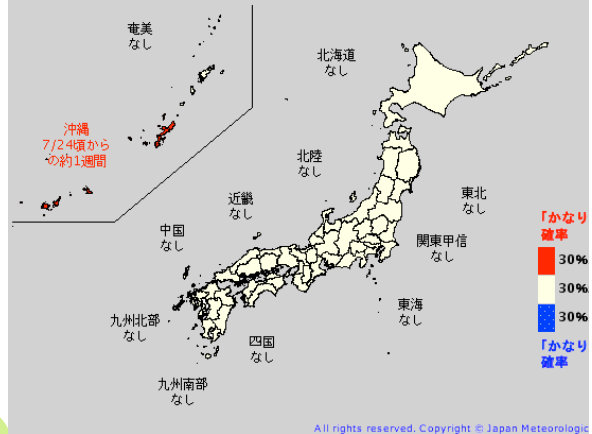 奄美
なし
北海道
なし
沖縄
7/24頃から
の約1週間
北陸
なし
近畿
なし
東北
なし
中国
なし
関東甲信
なし
「かなり
確率
30%
30%
30%
東海
なし
九州北部
なし
四国
なし
「かなり
確率
九州南部
なし
All rights reserved. Copyright © Japan Meteorologic